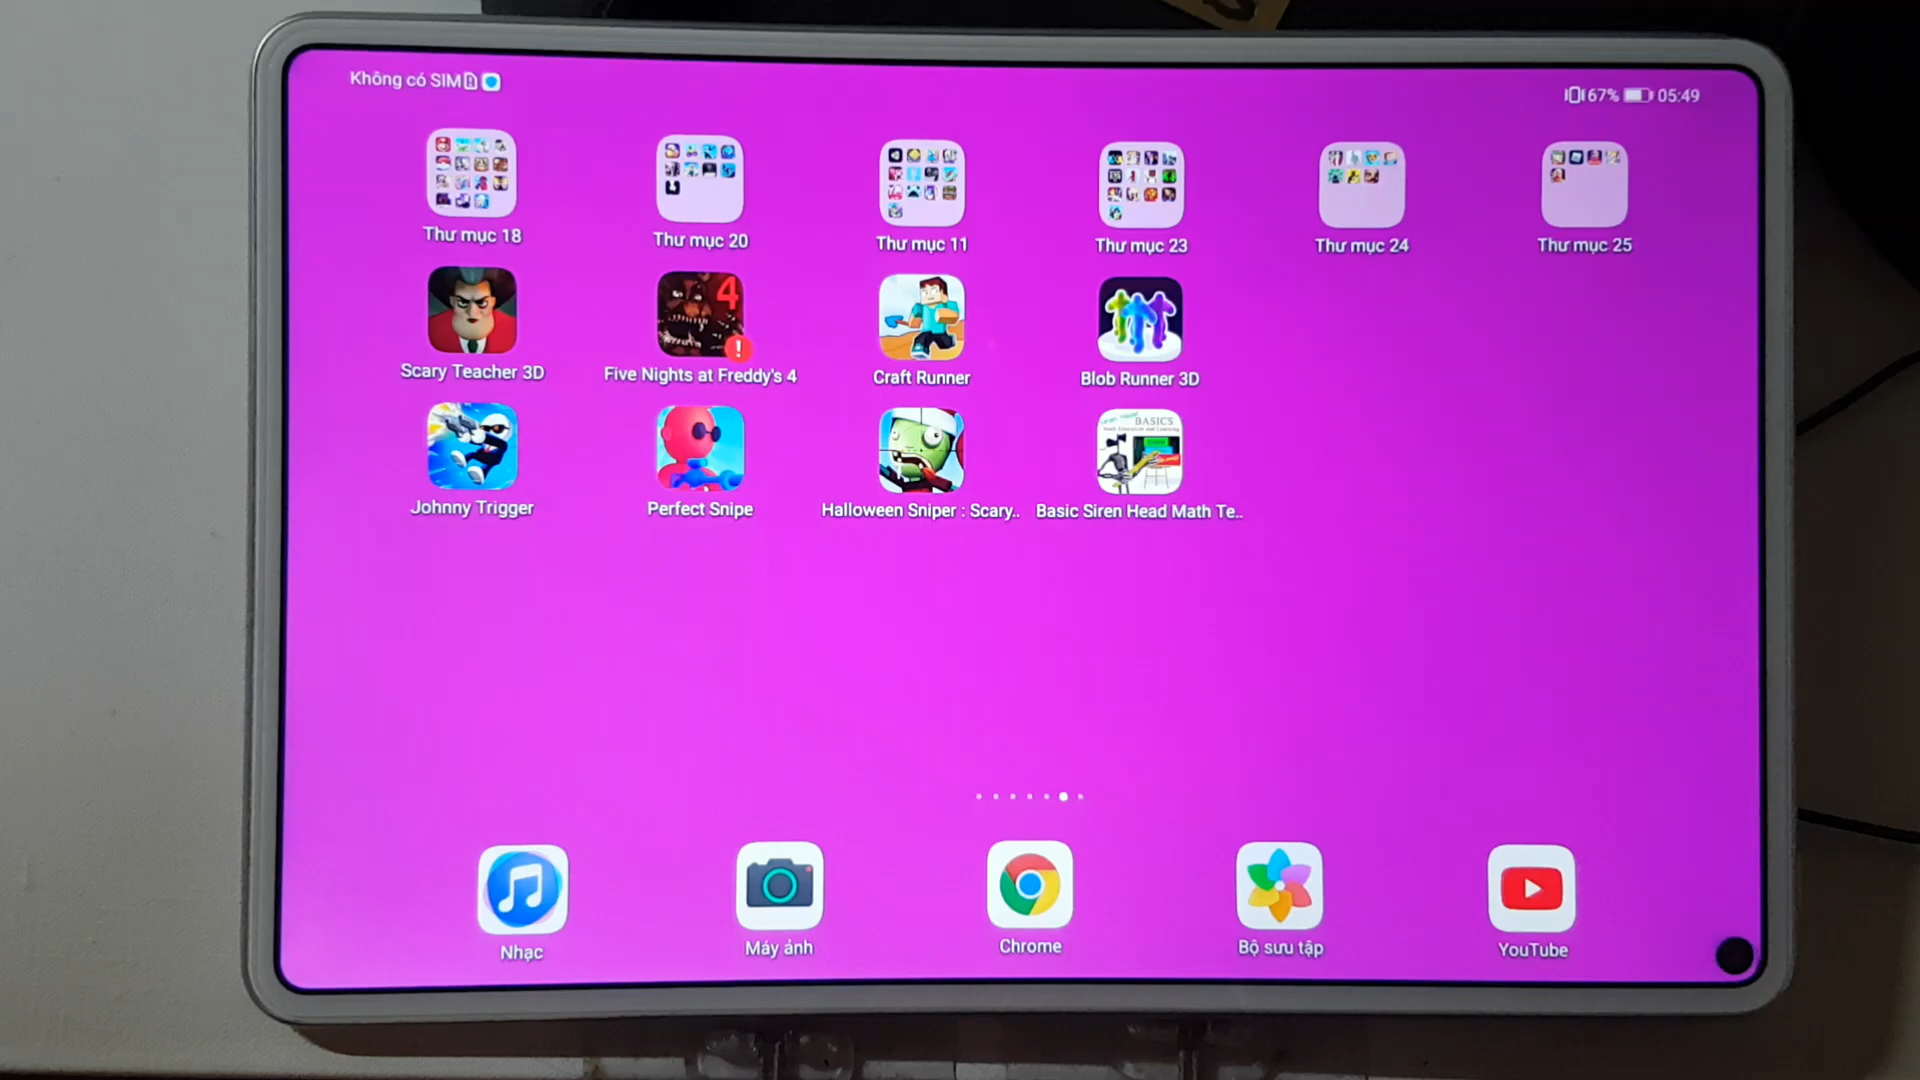 Không có SIM
67% 05:49
Thư mục 18
Thư mục 20
Thư mục 11
Thư mục 23
Thư mục 24
Thư mục 25
4
!
Scary Teacher 3D
Five Nights at Freddy's 4
Craft Runner
Blob Runner 3D
BASICS
Johnny Trigger
Perfect Snipe
Halloween Sniper : Scary..
Basic Siren Head Math Te..
Nhạc
Máy ảnh
Chrome
Bộ sưu tập
YouTube